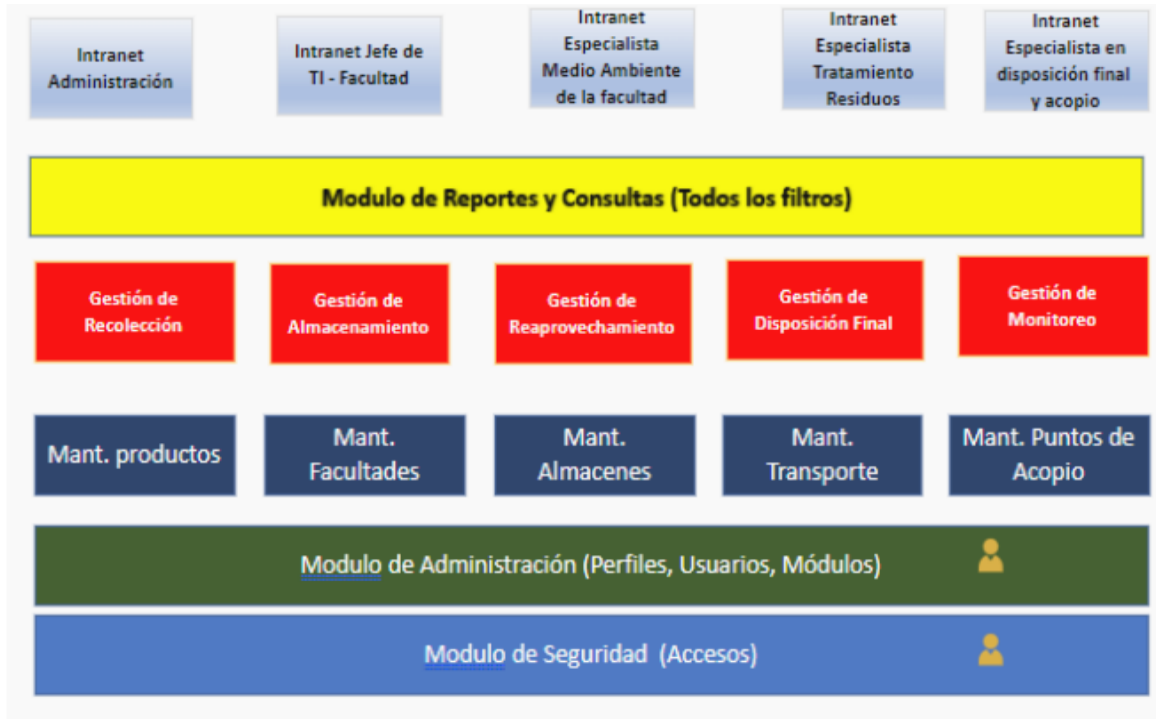 Intranet
Administración
Intranet Jefe de
TI - Facultad
Intranet
Especialista
Medio Ambiente
de la facultad
Intranet
Especialista
Tratamiento
Residuos
Intranet
Especialista en
disposición final
y acopio
Modulo de Reportes y Consultas (Todos los filtros)
Gestión de
Recolección
Gestión de
Almacenamiento
Gestión de
Reaprovechamiento
Gestión de
Disposición Final
Gestión de
Monitoreo
Mant. productos
Mant.
Facultades
Mant.
Almacenes
Mant.
Transporte
Mant. Puntos de
Acopio
Modulo de Administración (Perfiles, Usuarios, Módulos)
Modulo de Seguridad (Accesos)